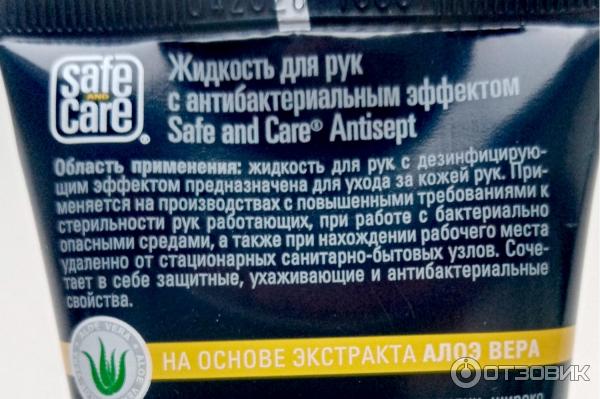 safe
AND
care®
Жидкость для рук
с антибактериальным эффектом
Safe and Care® Antisept
Область применения: жидкость для рук с дезинфицирую-
щим эффектом предназначена для ухода за кожей рук. При-
меняется на производствах с повышенными требованиями к
стерильности рук работающих, при работе с бактериально
опасными средами, а также при нахождении рабочего места
удаленно от стационарных санитарно-бытовых узлов. Соче-
тает в себе защитные, ухаживающие и антибактериальные
свойства.
ALOE VERA
НА ОСНОВЕ ЭКСТРАКТА АЛОЭ ВЕРА
широко
ОТЗОВИК